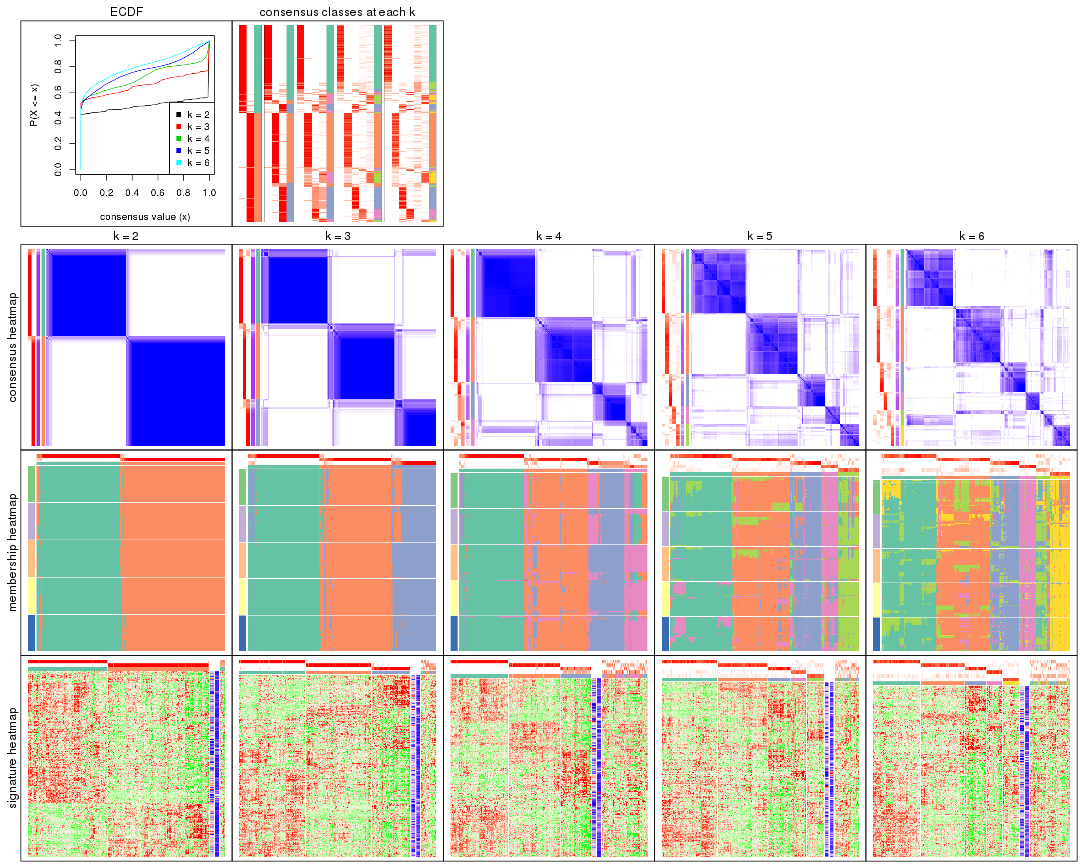 ECDF
consensus classes at each k
P(X <= x)
0.0 0.2 0.4 0.6 0.8 1.0
k = 2
k = 3
k = 4
k = 5
k = 6
0.0 0.2 0.4 0.6 0.8 1.0
consensus value (x)
k = 2 k = 3 k = 4 k = 5 k = 6
consensus heatmap
membership heatmap
signature heatmap